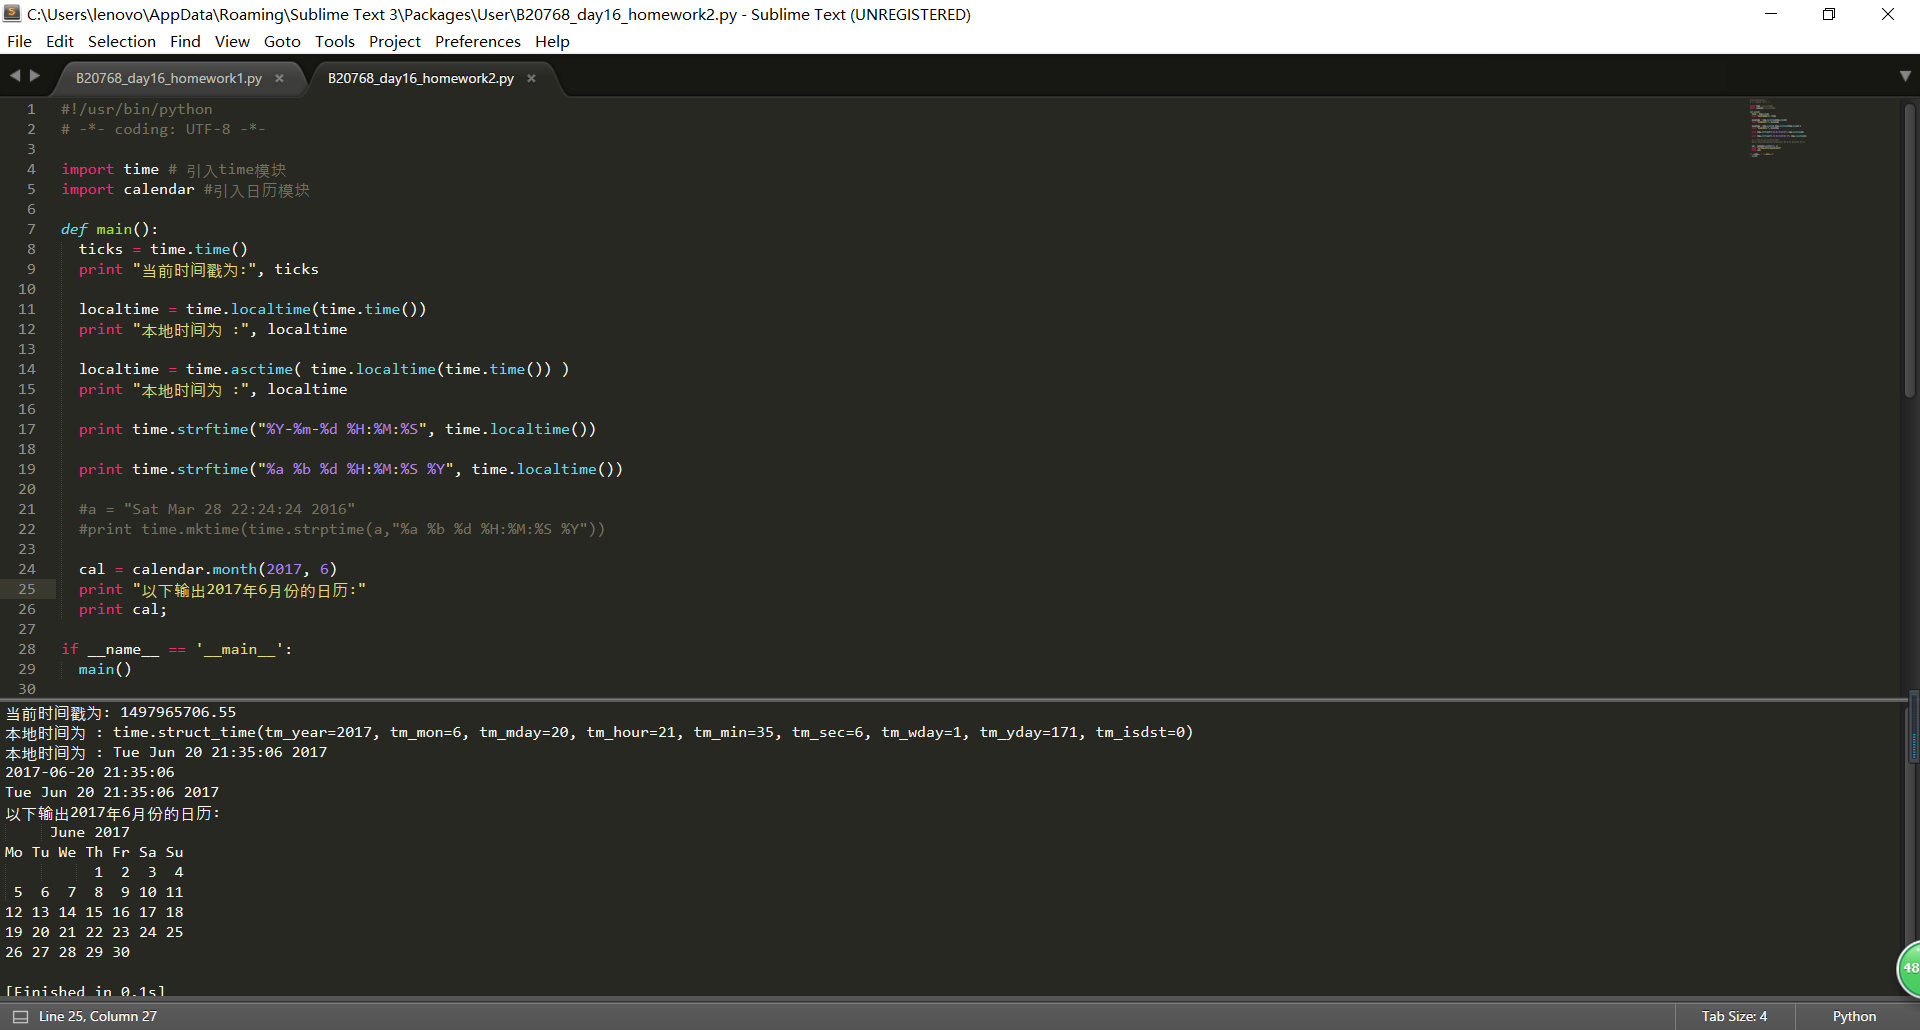 C:\Users\lenovo\AppData\Roaming\Sublime Text 3\Packages\User\B20768_day16_homework2.py - Sublime Text (UNREGISTERED)
File Edit Selection Find View Goto Tools Project Preferences Help
B20768_day16_homework1.py × B20768_day16_homework2.py ×
1 #!/usr/bin/python
2 # -*- coding: UTF-8 -*-
3
4 import time # 引入time模块
5 import calendar #引入日历模块
6
7 def main():
8   ticks = time.time()
9   print "当前时间戳为:", ticks
10
11   localtime = time.localtime(time.time())
12   print "本地时间为 :", localtime
13
14   localtime = time.asctime( time.localtime(time.time()) )
15   print "本地时间为 :", localtime
16
17   print time.strftime("%Y-%m-%d %H:%M:%S", time.localtime())
18
19   print time.strftime("%a %b %d %H:%M:%S %Y", time.localtime())
20
21   #a = "Sat Mar 28 22:24:24 2016"
22   #print time.mktime(time.strptime(a,"%a %b %d %H:%M:%S %Y"))
23
24   cal = calendar.month(2017, 6)
25   print "以下输出2017年6月份的日历:"
26   print cal;
27
28 if __name__ == '__main__':
29   main()
30
当前时间戳为: 1497965706.55
本地时间为 : time.struct_time(tm_year=2017, tm_mon=6, tm_mday=20, tm_hour=21, tm_min=35, tm_sec=6, tm_wday=1, tm_yday=171, tm_isdst=0)
本地时间为 : Tue Jun 20 21:35:06 2017
2017-06-20 21:35:06
Tue Jun 20 21:35:06 2017
以下输出2017年6月份的日历:
     June 2017
Mo Tu We Th Fr Sa Su
          1  2  3  4
 5  6  7  8  9 10 11
12 13 14 15 16 17 18
19 20 21 22 23 24 25
26 27 28 29 30
[Finished in 0.1s]
48
Line 25, Column 27 Tab Size: 4 Python